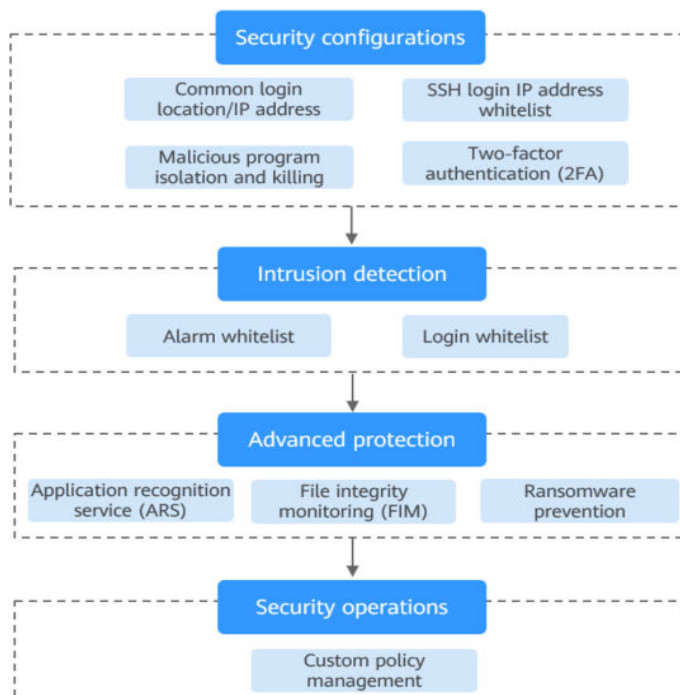 Security configurations
Common login
location/IP address
SSH login IP address
whitelist
Malicious program
isolation and killing
Two-factor
authentication (2FA)
Intrusion detection
Alarm whitelist
Login whitelist
Advanced protection
Application recognition
service (ARS)
File integrity
monitoring (FIM)
Ransomware
prevention
Security operations
Custom policy
management